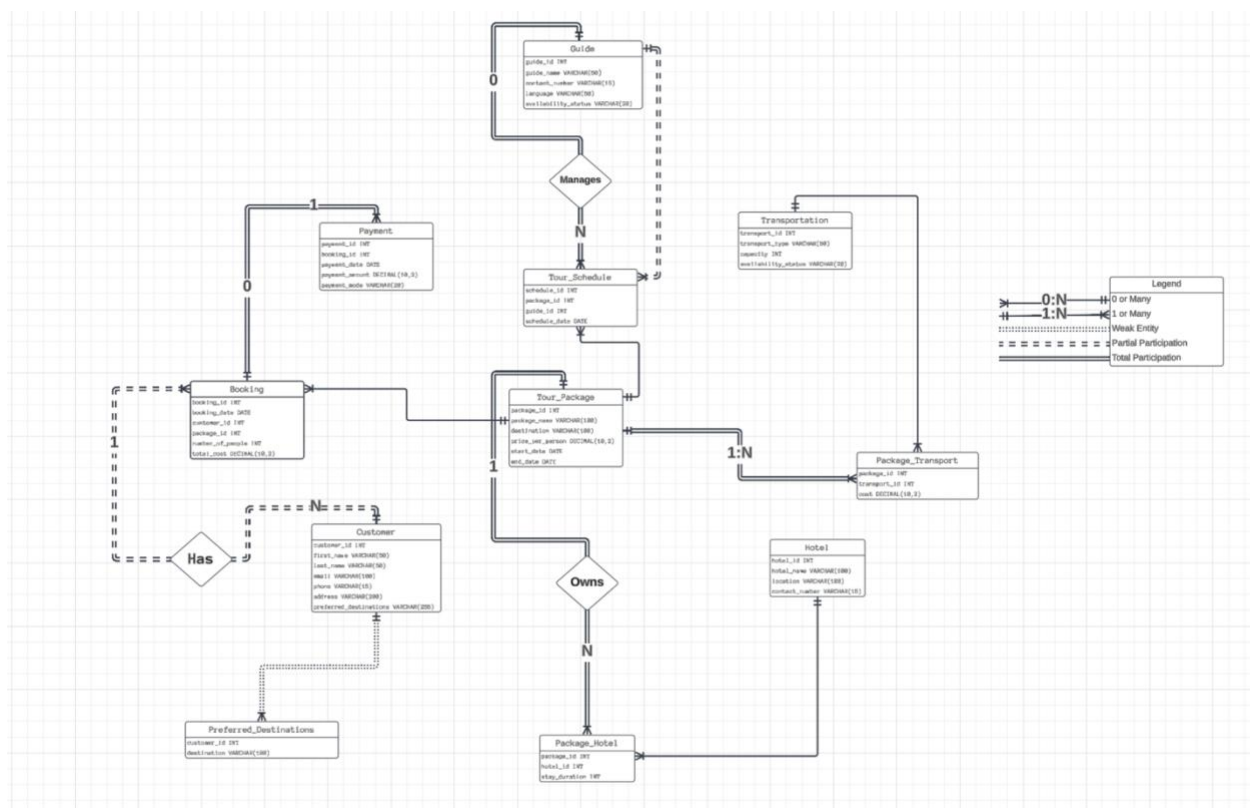 Guide
guide_id INT
guide_name VARCHAR(50)
contact_number VARCHAR(15)
language VARCHAR(50)
availability_status VARCHAR(20)
0
Manages
N
1
Payment
payment_id INT
booking_id INT
payment_date DATE
payment_amount DECIMAL(10,2)
payment_mode VARCHAR(20)
0
Transportation
transport_id INT
transport_type VARCHAR(50)
capacity INT
availability_status VARCHAR(20)
Tour_Schedule
schedule_id INT
package_id INT
guide_id INT
schedule_date DATE
Legend
0:N
0 or Many
1:N
1 or Many
Weak Entity
Partial Participation
Total Participation
Booking
booking_id INT
booking_date DATE
customer_id INT
package_id INT
number_of_people INT
total_cost DECIMAL(10,2)
1
Tour_Package
package_id INT
package_name VARCHAR(100)
destination VARCHAR(100)
price_per_person DECIMAL(10,2)
start_date DATE
end_date DATE
1
1:N
Package_Transport
package_id INT
transport_id INT
cost DECIMAL(10,2)
N
Has
Customer
customer_id INT
first_name VARCHAR(50)
last_name VARCHAR(50)
email VARCHAR(100)
phone VARCHAR(15)
address VARCHAR(200)
preferred_destinations VARCHAR(255)
Owns
N
Hotel
hotel_id INT
hotel_name VARCHAR(100)
location VARCHAR(100)
contact_number VARCHAR(15)
Preferred_Destinations
customer_id INT
destination VARCHAR(100)
Package_Hotel
package_id INT
hotel_id INT
stay_duration INT